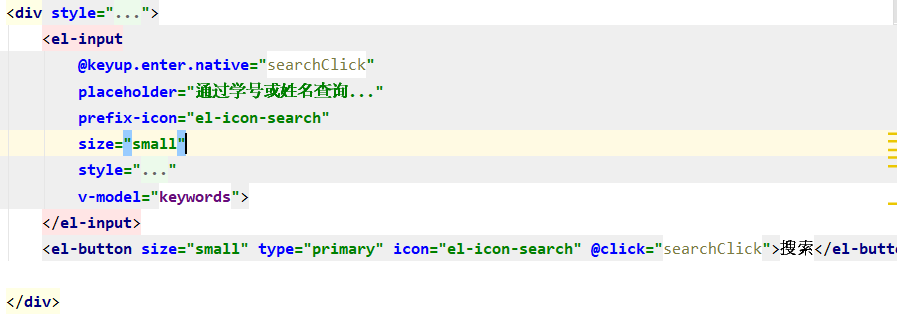 <div style="...">
<el-input
@keyup.enter.native="searchClick"
placeholder="通过学号或姓名查询..."
prefix-icon="el-icon-search"
size="small"
style="..."
v-model="keywords">
</el-input>
<el-button size="small" type="primary" icon="el-icon-search" @click="searchClick">搜索</el-butto
</div>